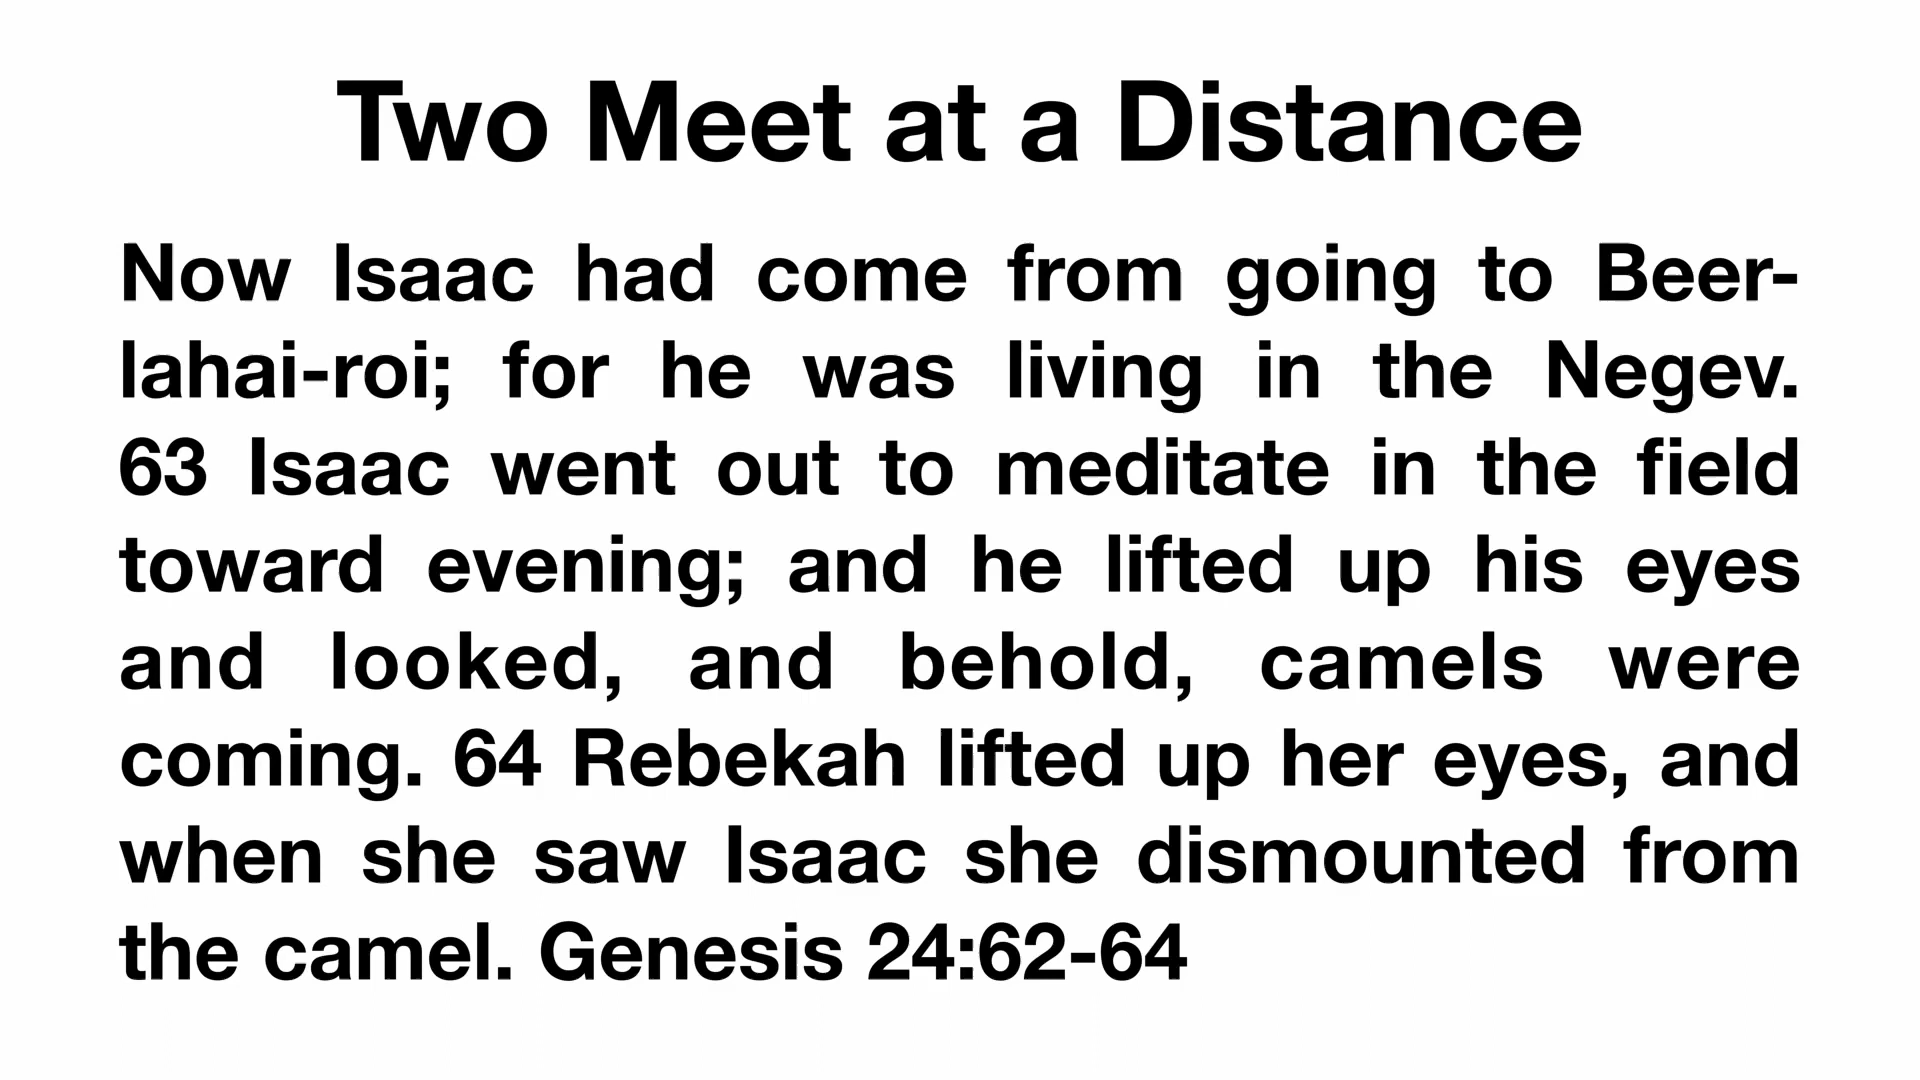 Two Meet at a Distance
Now Isaac had come from going to Beer-
lahai-roi; for he was living in the Negev.
63 Isaac went out to meditate in the field
toward evening; and he lifted up his eyes
and looked, and behold, camels were
coming. 64 Rebekah lifted up her eyes, and
when she saw Isaac she dismounted from
the camel. Genesis 24:62-64